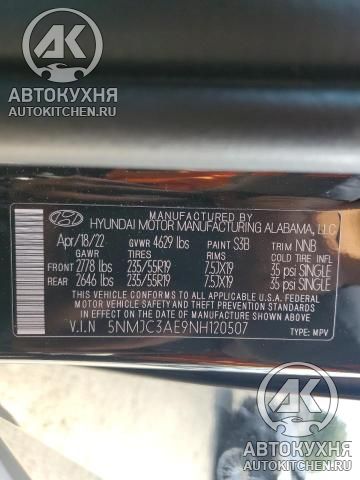 АК
АВТОКУХНЯ
AUTOKITCHEN.RU
MANUFACTURED BY
HYUNDAI MOTOR MANUFACTURING ALABAMA, LLC
Apr/18/22 GVWR 4629 lbs PAINT S3B TRIM NNB
GAWR TIRES RIMS COLD TIRE INFL
FRONT 2778 lbs 235/55R19 7.5JX19 35 psi SINGLE
REAR 2646 lbs 235/55R19 7.5JX19 35 psi SINGLE
THIS VEHICLE CONFORMS TO ALL APPLICABLE U.S. FEDERAL
MOTOR VEHICLE SAFETY, BUMPER, AND THEFT PREVENTION
STANDARDS IN EFFECT ON THE DATE OF MANUFACTURE SHOWN ABOVE
V.I.N 5NMJC3AE9NH120507 TYPE: MPV
АК
АВТОКУХНЯ
AUTOKITCHEN.RU